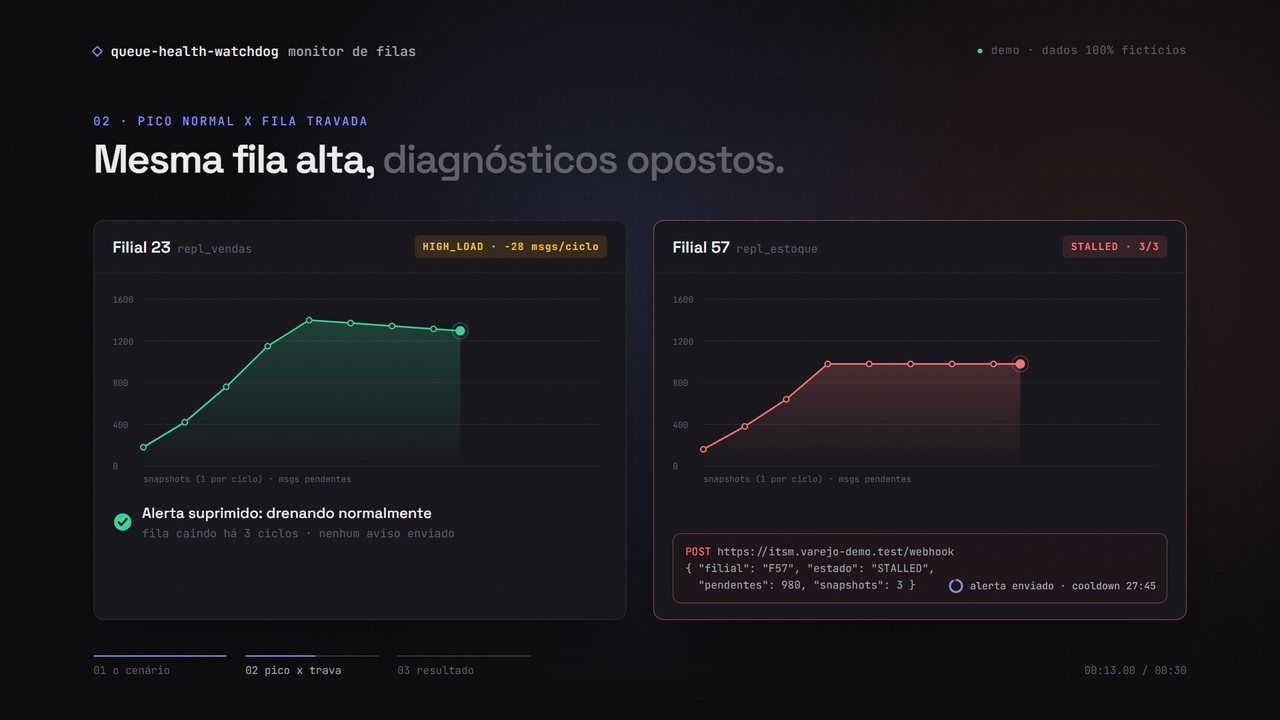 queue-health-watchdog monitor de filas
demo · dados 100% fictícios
02 · PICO NORMAL X FILA TRAVADA
Mesma fila alta, diagnósticos opostos.
Filial 23 repl_vendas
HIGH_LOAD · -28 msgs/ciclo
1600
1200
800
400
0
snapshots (1 por ciclo) · msgs pendentes
Alerta suprimido: drenando normalmente
fila caindo há 3 ciclos · nenhum aviso enviado
Filial 57 repl_estoque
STALLED · 3/3
1600
1200
800
400
0
snapshots (1 por ciclo) · msgs pendentes
POST https://itsm.varejo-demo.test/webhook
{ "filial": "F57", "estado": "STALLED",
"pendentes": 980, "snapshots": 3 }
alerta enviado · cooldown 27:45
01 o cenário
02 pico x trava
03 resultado
00:13.00 / 00:30